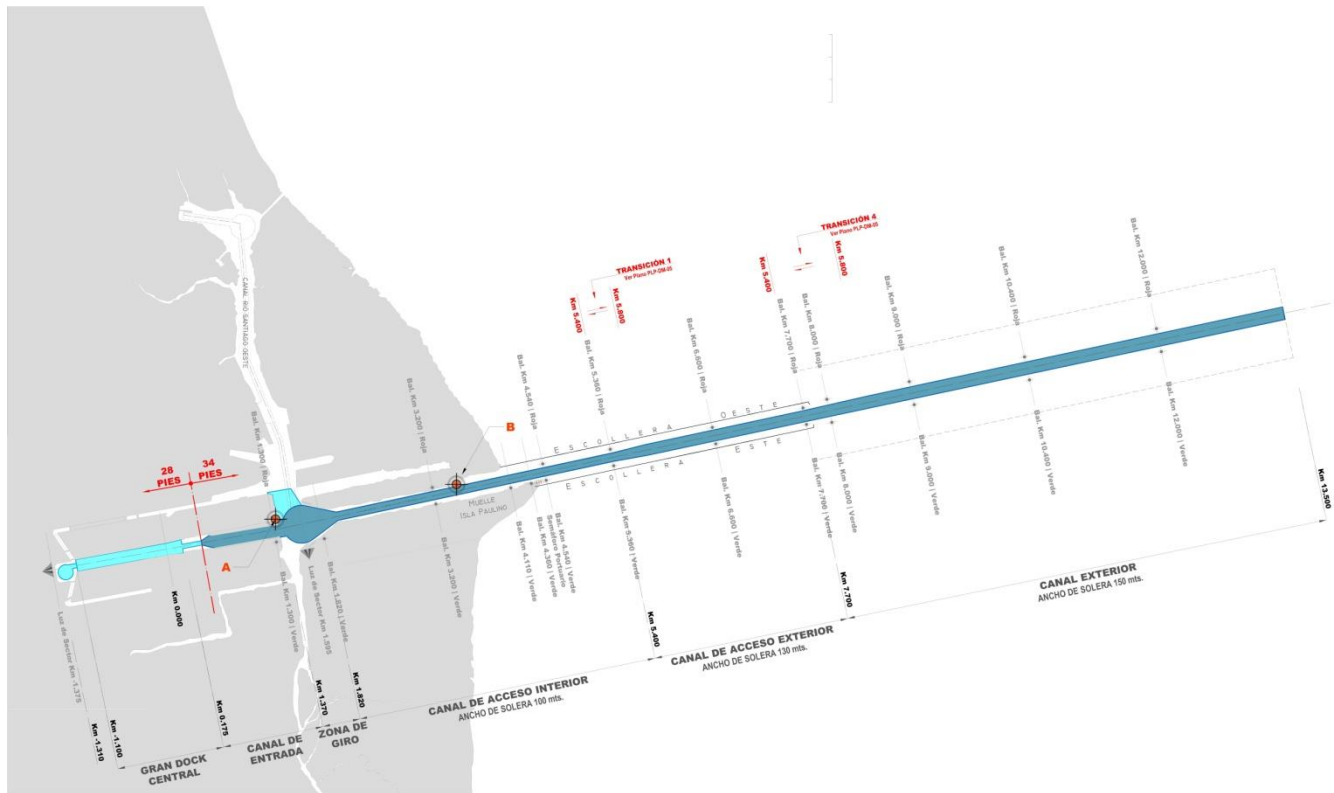 TRANSICIÓN 4
Ver Plano PLP-DM-05
Km 5.400
Km 5.800
TRANSICIÓN 1
Ver Plano PLP-DM-05
Km 5.400
Km 5.800
Bal. Km 12.000 | Roja
Bal. Km 10.400 | Roja
Bal. Km 9.000 | Roja
Bal. Km 8.000 | Roja
Bal. Km 7.700 | Roja
Bal. Km 6.600 | Roja
Bal. Km 5.360 | Roja
Bal. Km 4.540 | Roja
Bal. Km 3.200 | Roja
Bal. Km 1.300 | Roja
CANAL RIO SANTIAGO OESTE
ESCOLLERA OESTE
ESCOLLERA ESTE
28 PIES
34 PIES
A
B
MUELLE
ISLA PAULINO
Luz de Sector Km -1.375
Bal. Km 1.300 | Verde
Luz de Sector Km 1.595
Bal. Km 1.820 | Verde
Bal. Km 3.200 | Verde
Bal. Km 4.110 | Verde
Bal. Km 4.360 | Verde
Semáforo Portuario
Bal. Km 4.540 | Verde
Bal. Km 5.360 | Verde
Bal. Km 6.600 | Verde
Bal. Km 7.700 | Verde
Bal. Km 8.000 | Verde
Bal. Km 9.000 | Verde
Bal. Km 10.400 | Verde
Bal. Km 12.000 | Verde
Km -1.310
Km -1.100
Km 0.000
Km 0.175
Km 1.370
Km 1.820
Km 5.400
Km 7.700
Km 13.500
GRAN DOCK
CENTRAL
CANAL DE
ENTRADA
ZONA DE
GIRO
CANAL DE ACCESO INTERIOR
ANCHO DE SOLERA 100 mts.
CANAL DE ACCESO EXTERIOR
ANCHO DE SOLERA 130 mts.
CANAL EXTERIOR
ANCHO DE SOLERA 150 mts.